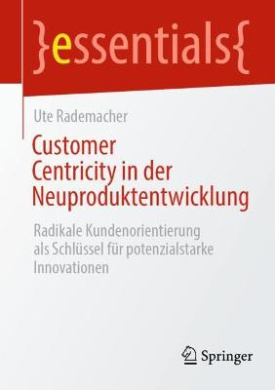 }essentials{
Ute Rademacher
Customer
Centricity in der
Neuproduktentwicklung
Radikale Kundenorientierung
als Schlüssel für potenzialstarke
Innovationen
Springer